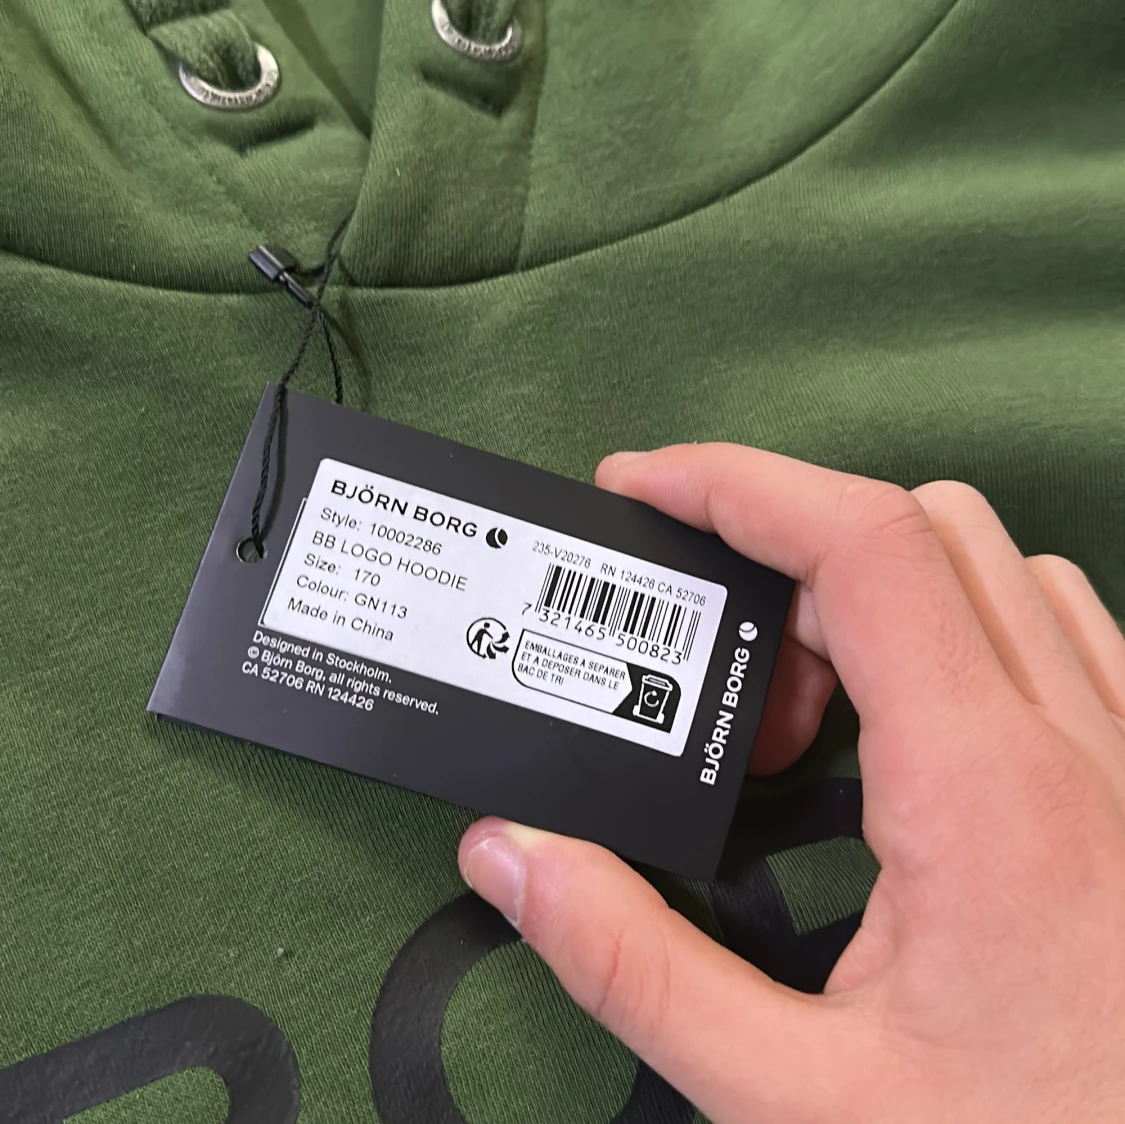 BJÖRN BORG
Style: 10002286
BB LOGO HOODIE
Size: 170
Colour: GN113
Made in China
235-V20276 RN 124426 CA 52706
7 321465 500823
EMBALLAGES A SEPARER
ET A DEPOSER DANS LE
BAC DE TRI
Designed in Stockholm.
© Björn Borg, all rights reserved.
CA 52706 RN 124426
BJÖRN BORG